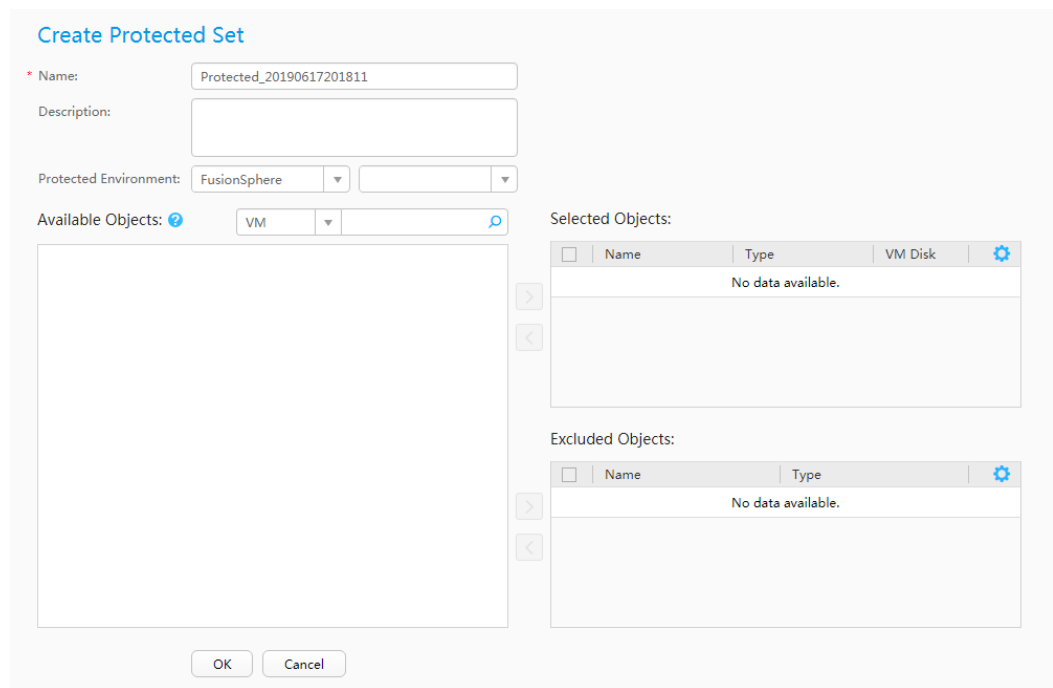 Create Protected Set
* Name: Protected_20190617201811
Description:
Protected Environment: FusionSphere
Available Objects: ? VM
Selected Objects:
Name Type VM Disk
No data available.
Excluded Objects:
Name Type
No data available.
OK Cancel